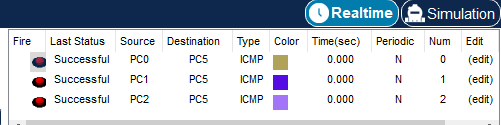 Realtime Simulation
Fire Last Status Source Destination Type Color Time(sec) Periodic Num Edit
Successful PC0 PC5 ICMP 0.000 N 0 (edit)
Successful PC1 PC5 ICMP 0.000 N 1 (edit)
Successful PC2 PC5 ICMP 0.000 N 2 (edit)